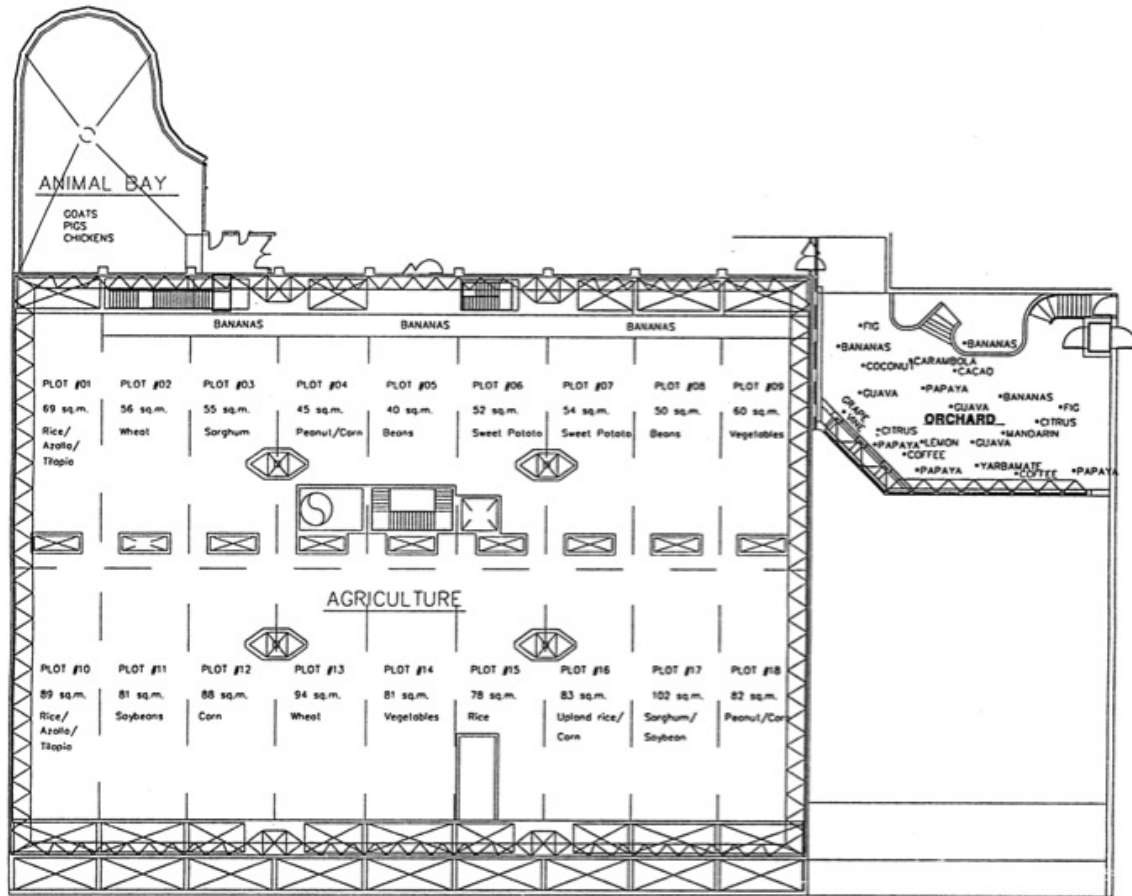 ANIMAL BAY
GOATS
PIGS
CHICKENS
BANANAS BANANAS BANANAS
PLOT #01
69 sq.m.
Rice/
Azolla/
Tilapia
PLOT #02
56 sq.m.
Wheat
PLOT #03
55 sq.m.
Sorghum
PLOT #04
45 sq.m.
Peanut/Corn
PLOT #05
40 sq.m.
Beans
PLOT #06
52 sq.m.
Sweet Potato
PLOT #07
54 sq.m.
Sweet Potato
PLOT #08
50 sq.m.
Beans
PLOT #09
60 sq.m.
Vegetables
FIG
BANANAS
BANANAS
COCONUT
CARAMBOLA
CACAO
GUAVA
PAPAYA
BANANAS
GRAPE
VINE
GUAVA
FIG
ORCHARD
CITRUS
CITRUS
MANDARIN
PAPAYA
LEMON
GUAVA
COFFEE
PAPAYA
YARBAMATE
COFFEE
PAPAYA
AGRICULTURE
PLOT #10
89 sq.m.
Rice/
Azolla/
Tilapia
PLOT #11
81 sq.m.
Soybeans
PLOT #12
88 sq.m.
Corn
PLOT #13
94 sq.m.
Wheat
PLOT #14
81 sq.m.
Vegetables
PLOT #15
78 sq.m.
Rice
PLOT #16
83 sq.m.
Upland rice/
Corn
PLOT #17
102 sq.m.
Sorghum/
Soybean
PLOT #18
82 sq.m.
Peanut/Corn